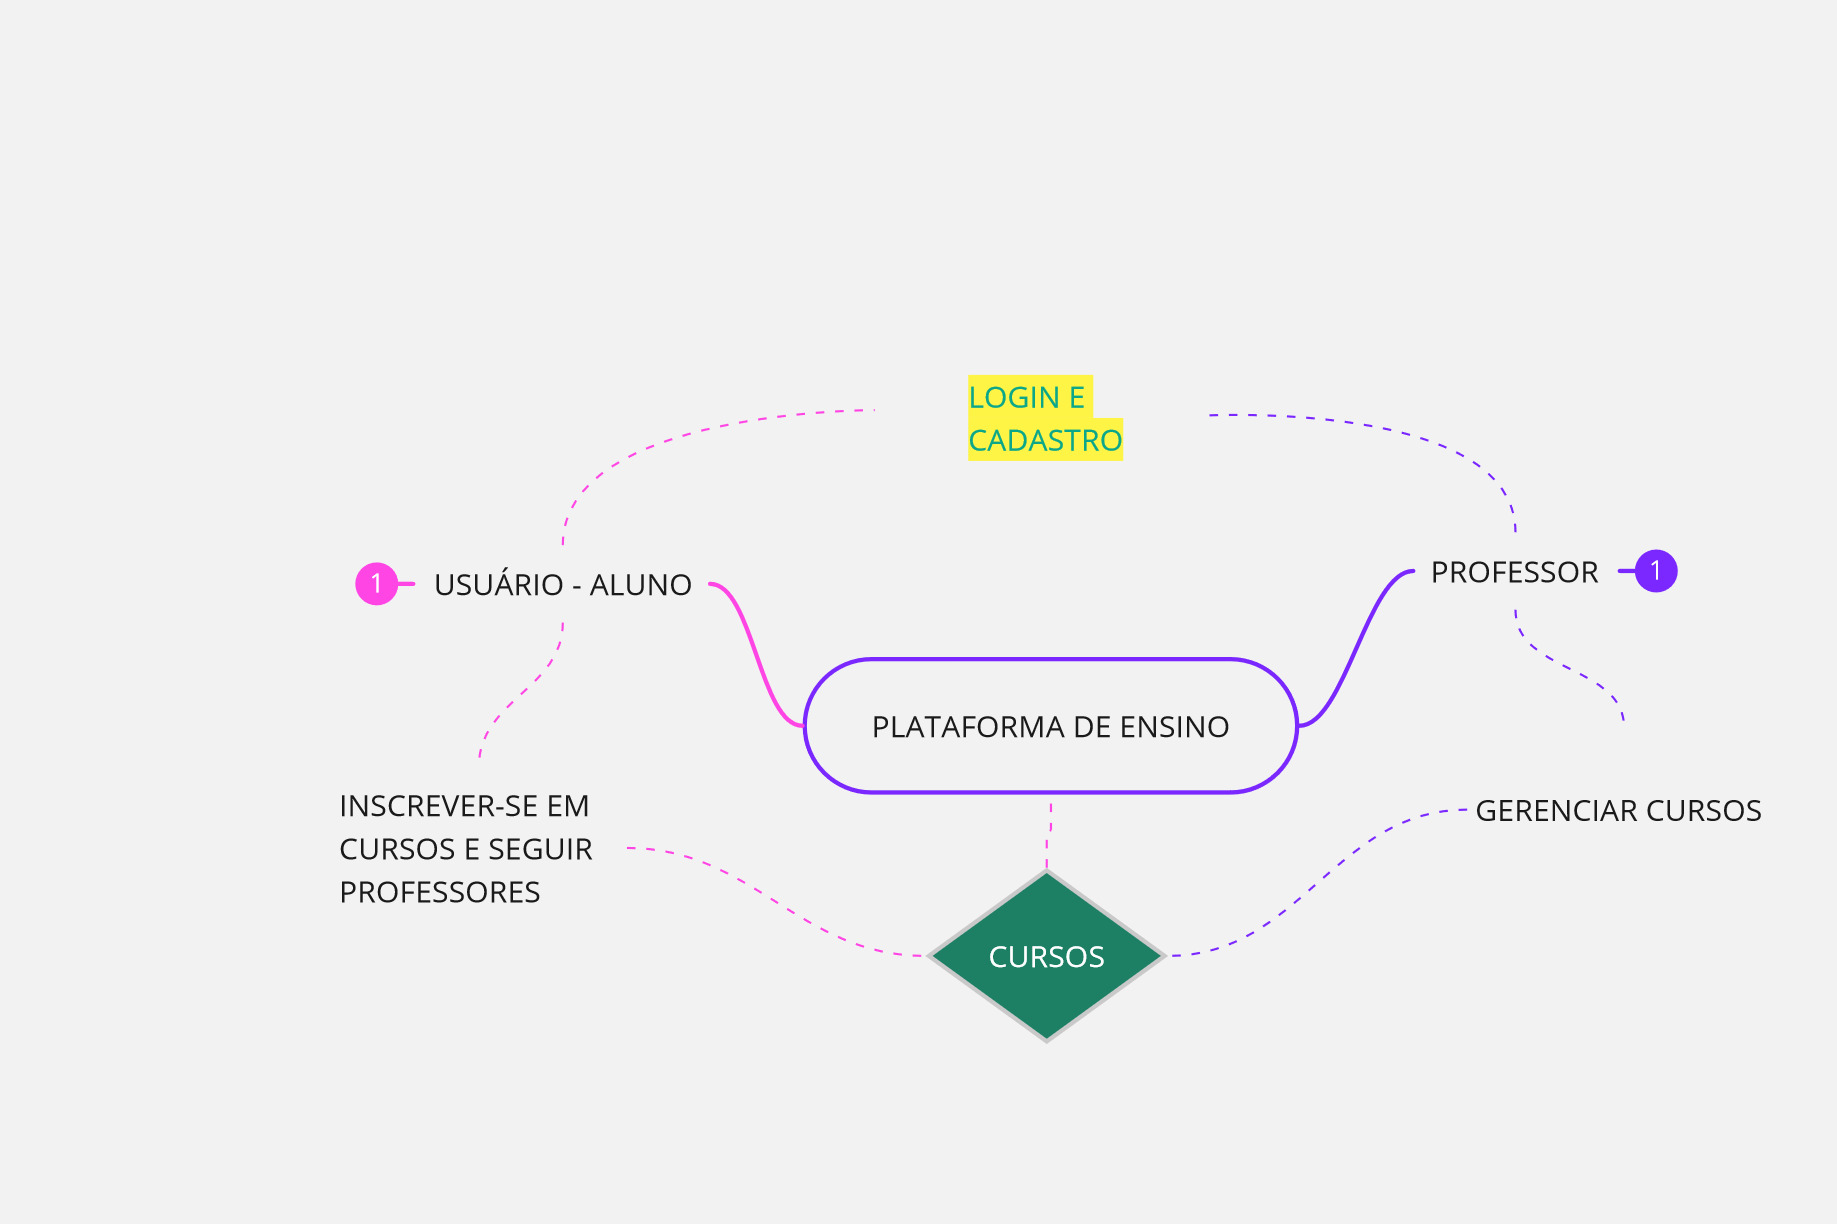 LOGIN E
CADASTRO
1
USUÁRIO - ALUNO
PROFESSOR
1
PLATAFORMA DE ENSINO
INSCREVER-SE EM
CURSOS E SEGUIR
PROFESSORES
GERENCIAR CURSOS
CURSOS